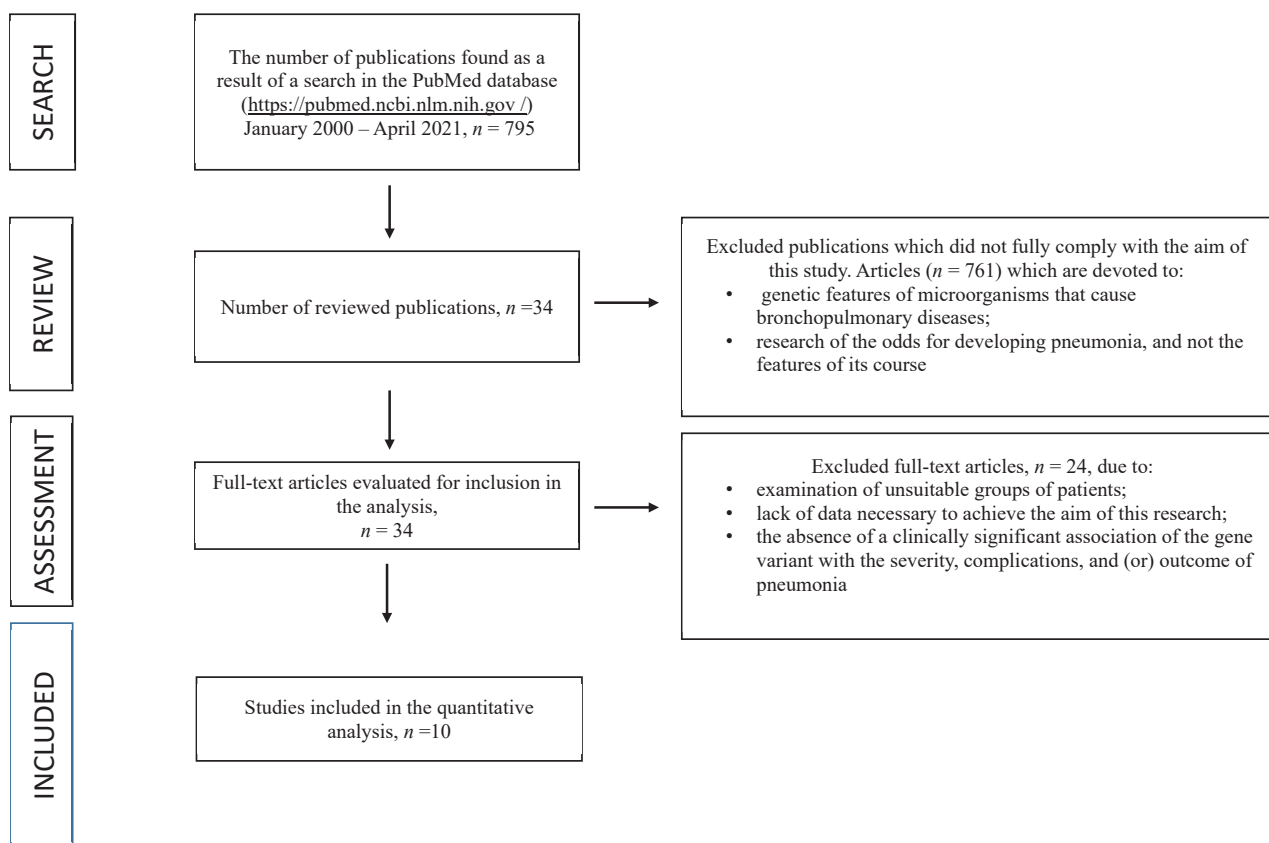 SEARCH
The number of publications found as a
result of a search in the PubMed database
(https://pubmed.ncbi.nlm.nih.gov /)
January 2000 – April 2021, n = 795
REVIEW
Number of reviewed publications, n =34
Excluded publications which did not fully comply with the aim of
this study. Articles (n = 761) which are devoted to:
• genetic features of microorganisms that cause
bronchopulmonary diseases;
• research of the odds for developing pneumonia, and not the
features of its course
ASSESSMENT
Full-text articles evaluated for inclusion in
the analysis,
n = 34
Excluded full-text articles, n = 24, due to:
• examination of unsuitable groups of patients;
• lack of data necessary to achieve the aim of this research;
• the absence of a clinically significant association of the gene
variant with the severity, complications, and (or) outcome of
pneumonia
INCLUDED
Studies included in the quantitative
analysis, n =10